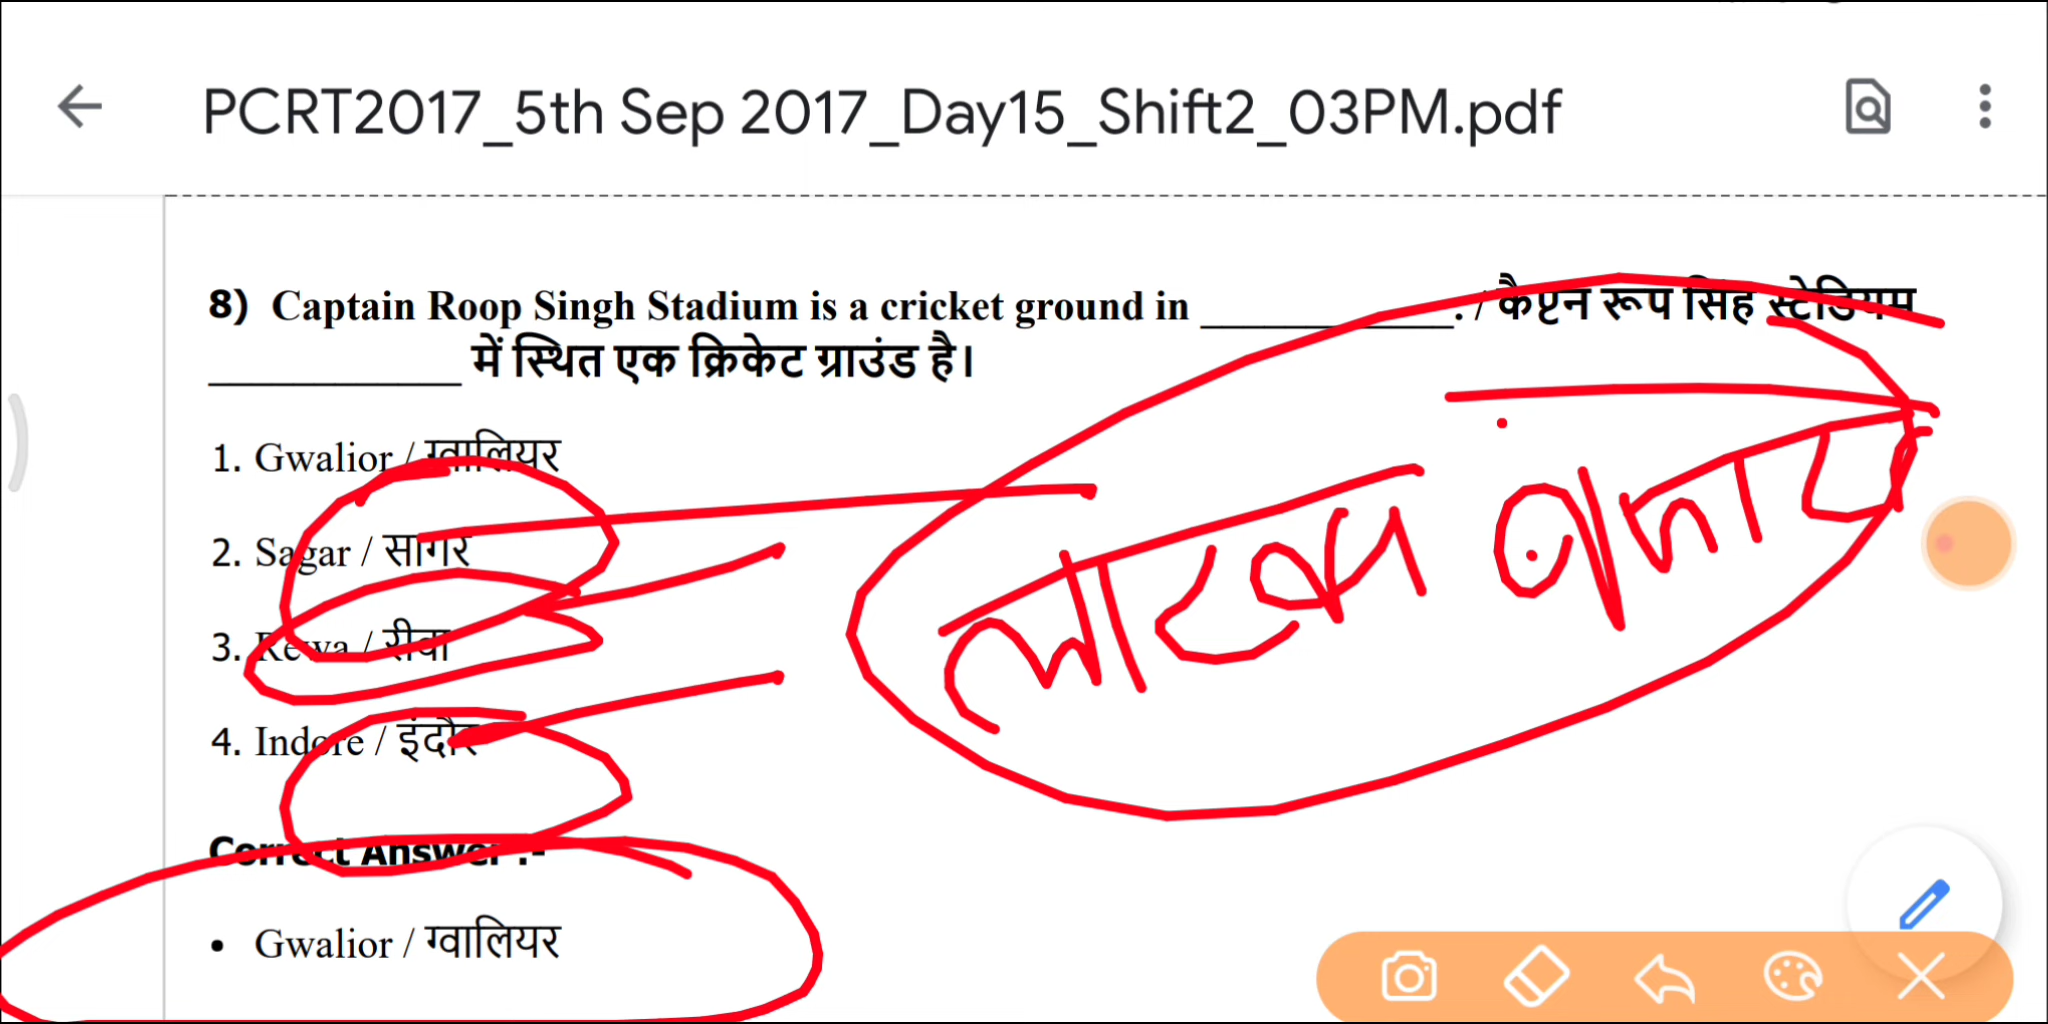 PCRT2017_5th Sep 2017_Day15_Shift2_03PM.pdf
8) Captain Roop Singh Stadium is a cricket ground in ____________. / कैप्टन रूप सिंह स्टेडियम
____________ में स्थित एक क्रिकेट ग्राउंड है।
1. Gwalior / ग्वालियर
2. Sagar / सागर
3. Rewa / रीवा
4. Indore / इंदौर
Correct Answer :-
• Gwalior / ग्वालियर